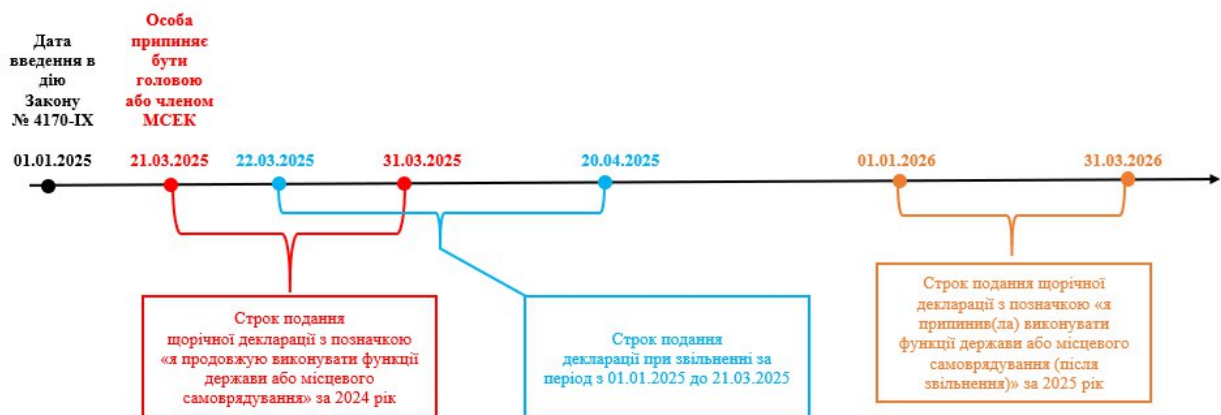 Дата
введення в
дію
Закону
№ 4170-IX
Особа
припиняє
бути
головою
або членом
МСЕК
01.01.2025
21.03.2025
22.03.2025
31.03.2025
20.04.2025
01.01.2026
31.03.2026
Строк подання
щорічної декларації з позначкою
«я продовжую виконувати функції
держави або місцевого
самоврядування» за 2024 рік
Строк подання
декларації при звільненні за
період з 01.01.2025 до 21.03.2025
Строк подання щорічної
декларації з позначкою «я
припинив(ла) виконувати
функції держави або місцевого
самоврядування (після
звільнення)» за 2025 рік